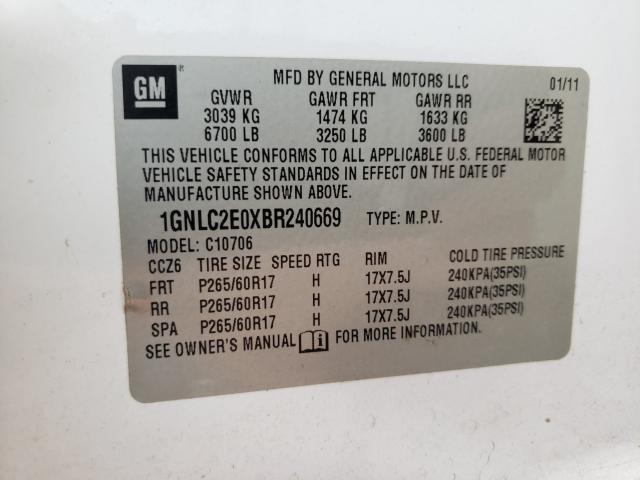 GM ®
MFD BY GENERAL MOTORS LLC 01/11
GVWR GAWR FRT GAWR RR
3039 KG 1474 KG 1633 KG
6700 LB 3250 LB 3600 LB
THIS VEHICLE CONFORMS TO ALL APPLICABLE U.S. FEDERAL MOTOR
VEHICLE SAFETY STANDARDS IN EFFECT ON THE DATE OF
MANUFACTURE SHOWN ABOVE.
1GNLC2E0XBR240669 TYPE: M.P.V.
MODEL: C10706
CCZ6 TIRE SIZE SPEED RTG RIM COLD TIRE PRESSURE
FRT P265/60R17 H 17X7.5J 240KPA(35PSI)
RR P265/60R17 H 17X7.5J 240KPA(35PSI)
SPA P265/60R17 H 17X7.5J 240KPA(35PSI)
SEE OWNER'S MANUAL FOR MORE INFORMATION.